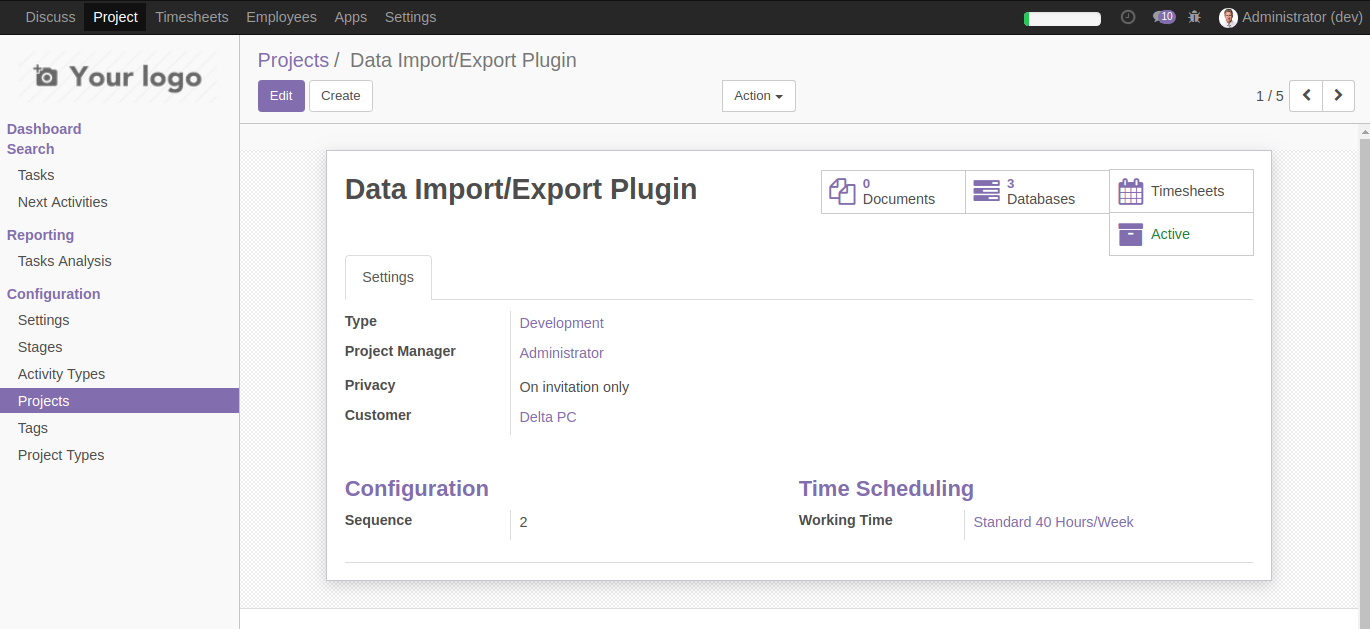 Discuss Project Timesheets Employees Apps Settings 10 Administrator (dev)
Your logo
Dashboard
Search
Tasks
Next Activities
Reporting
Tasks Analysis
Configuration
Settings
Stages
Activity Types
Projects
Tags
Project Types
Projects / Data Import/Export Plugin
Edit Create Action 1 / 5
Data Import/Export Plugin
0 Documents
3 Databases
Timesheets
Active
Settings
Type Development
Project Manager Administrator
Privacy On invitation only
Customer Delta PC
Configuration
Sequence 2
Time Scheduling
Working Time Standard 40 Hours/Week